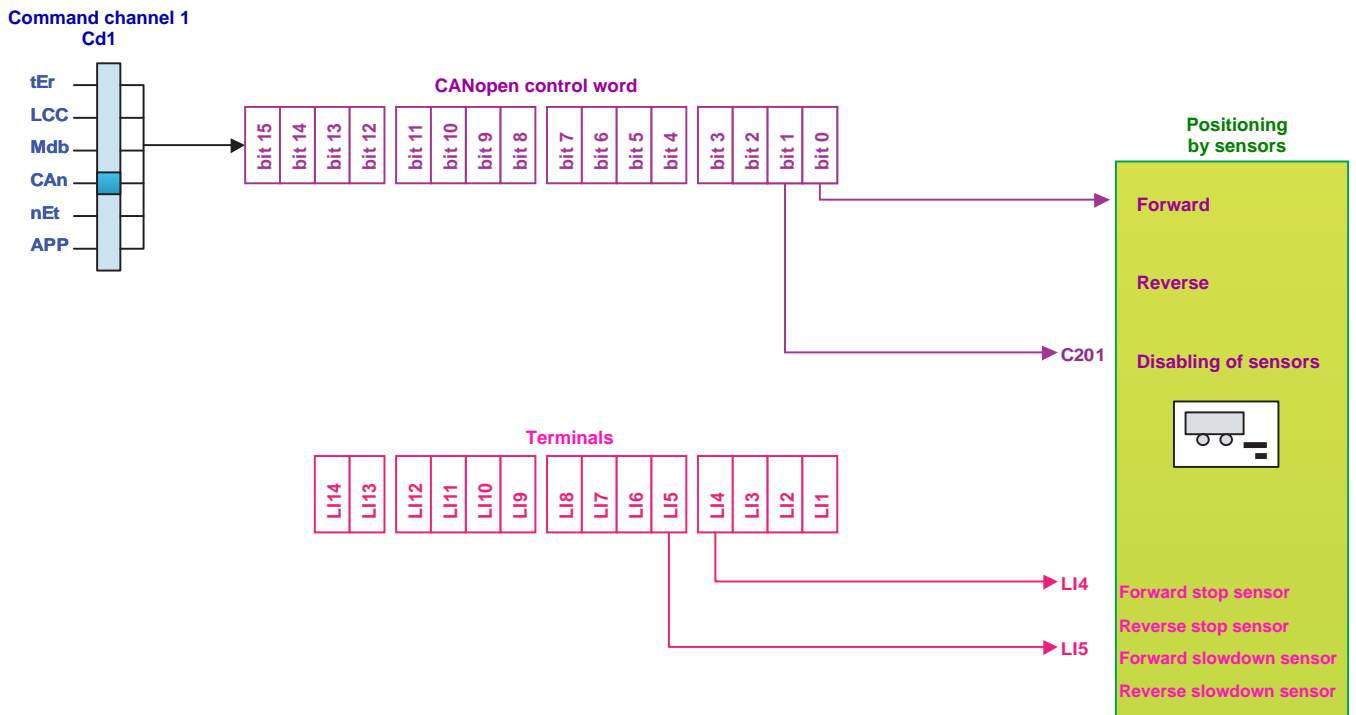 Command channel 1
Cd1
tEr
LCC
Mdb
CAn
nEt
APP
CANopen control word
bit 15
bit 14
bit 13
bit 12
bit 11
bit 10
bit 9
bit 8
bit 7
bit 6
bit 5
bit 4
bit 3
bit 2
bit 1
bit 0
Positioning
by sensors
Forward
Reverse
C201
Disabling of sensors
Terminals
LI14
LI13
LI12
LI11
LI10
LI9
LI8
LI7
LI6
LI5
LI4
LI3
LI2
LI1
LI4
Forward stop sensor
Reverse stop sensor
LI5
Forward slowdown sensor
Reverse slowdown sensor